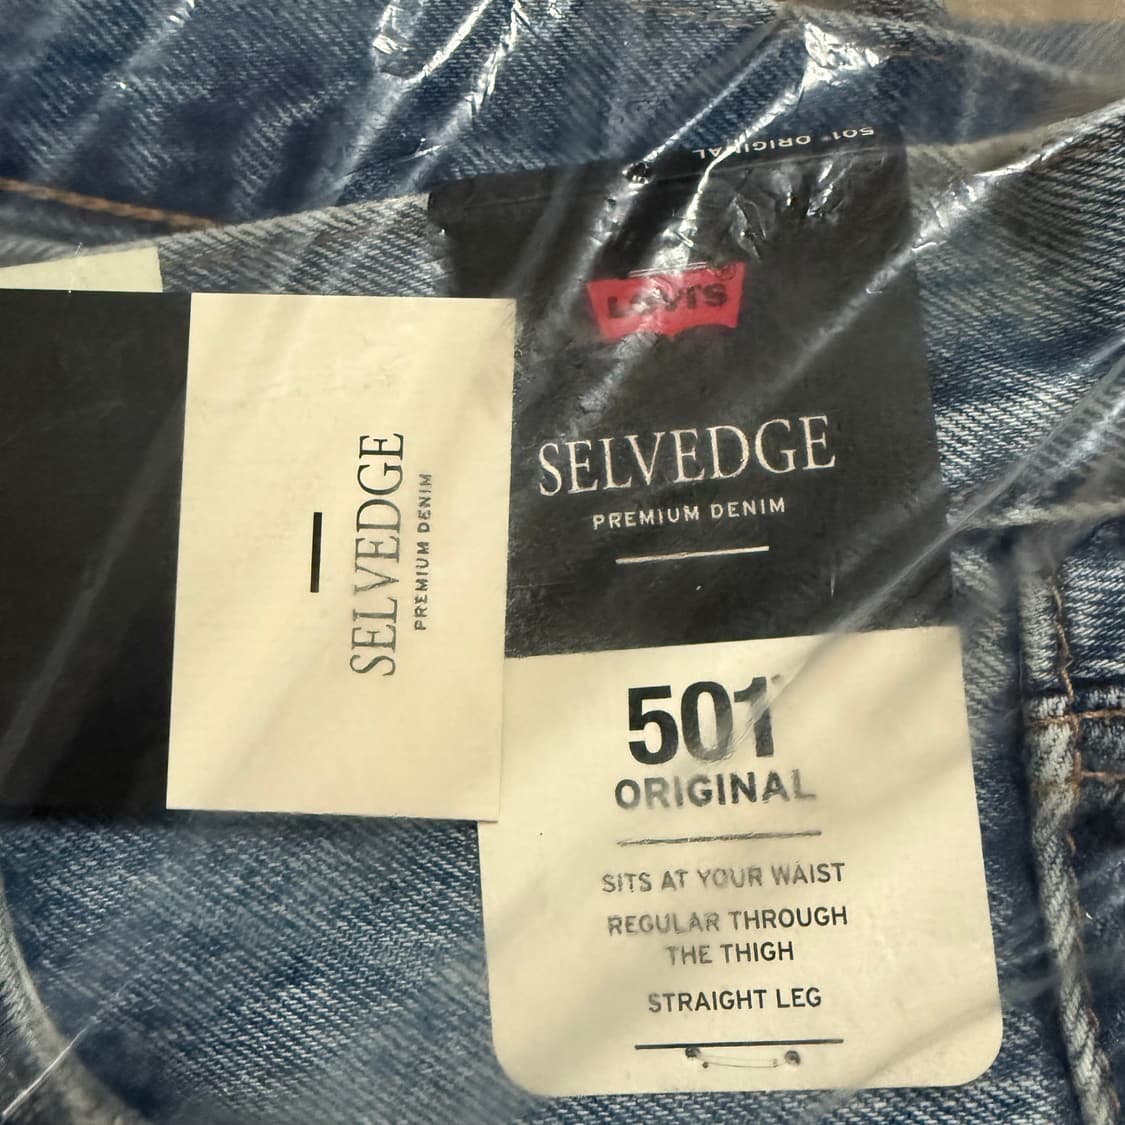 501® ORIGINAL
LEVI'S®
SELVEDGE
PREMIUM DENIM
SELVEDGE
PREMIUM DENIM
501
ORIGINAL
SITS AT YOUR WAIST
REGULAR THROUGH
THE THIGH
STRAIGHT LEG